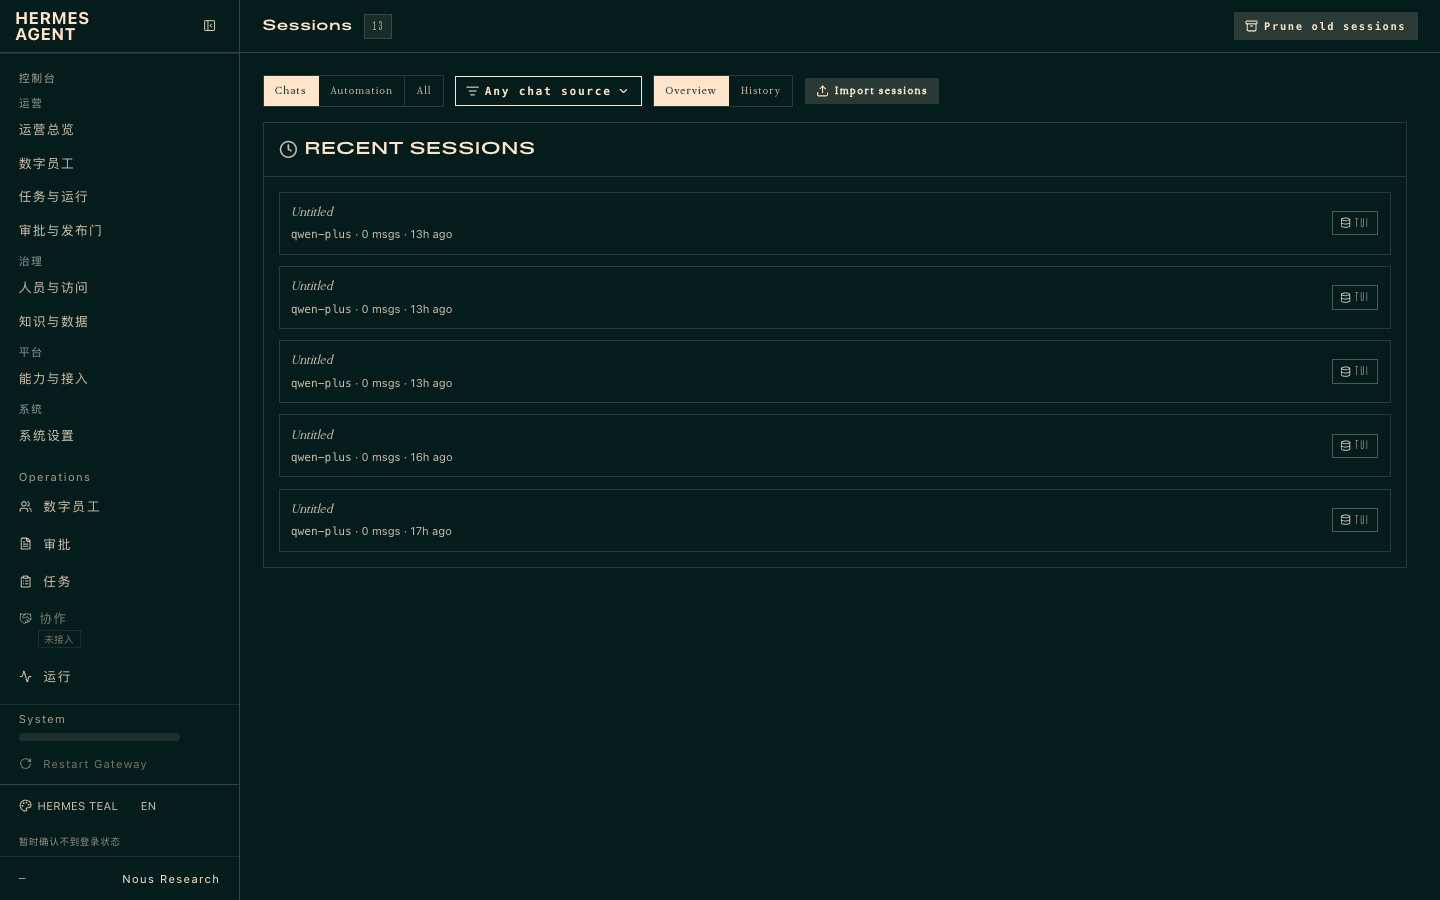 HERMES
AGENT
控制台
运营
运营总览
数字员工
任务与运行
审批与发布门
治理
人员与访问
知识与数据
平台
能力与接入
系统
系统设置
Operations
数字员工
审批
任务
协作
未接入
运行
System
Restart Gateway
HERMES TEAL EN
暂时确认不到登录状态
— Nous Research
Sessions 13
Prune old sessions
Chats Automation All Any chat source Overview History Import sessions
RECENT SESSIONS
Untitled
qwen-plus · 0 msgs · 13h ago
TUI
Untitled
qwen-plus · 0 msgs · 13h ago
TUI
Untitled
qwen-plus · 0 msgs · 13h ago
TUI
Untitled
qwen-plus · 0 msgs · 16h ago
TUI
Untitled
qwen-plus · 0 msgs · 17h ago
TUI